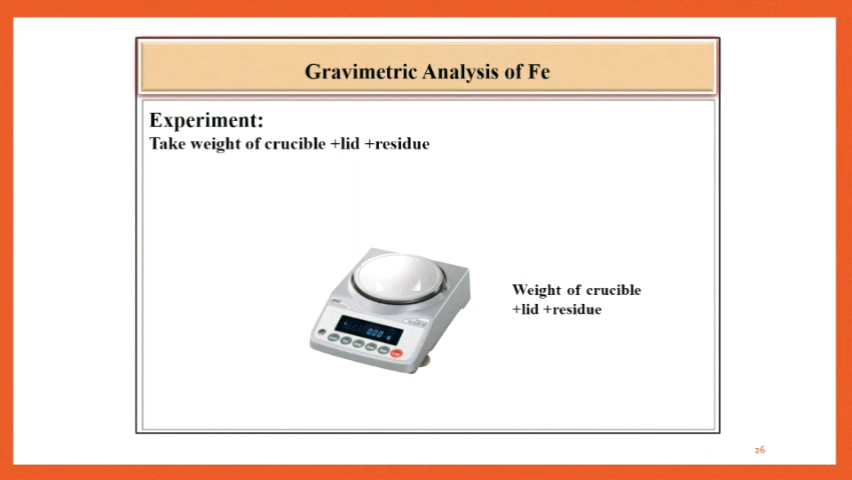 Gravimetric Analysis of Fe
Experiment:
Take weight of crucible +lid +residue
Weight of crucible
+lid +residue
26